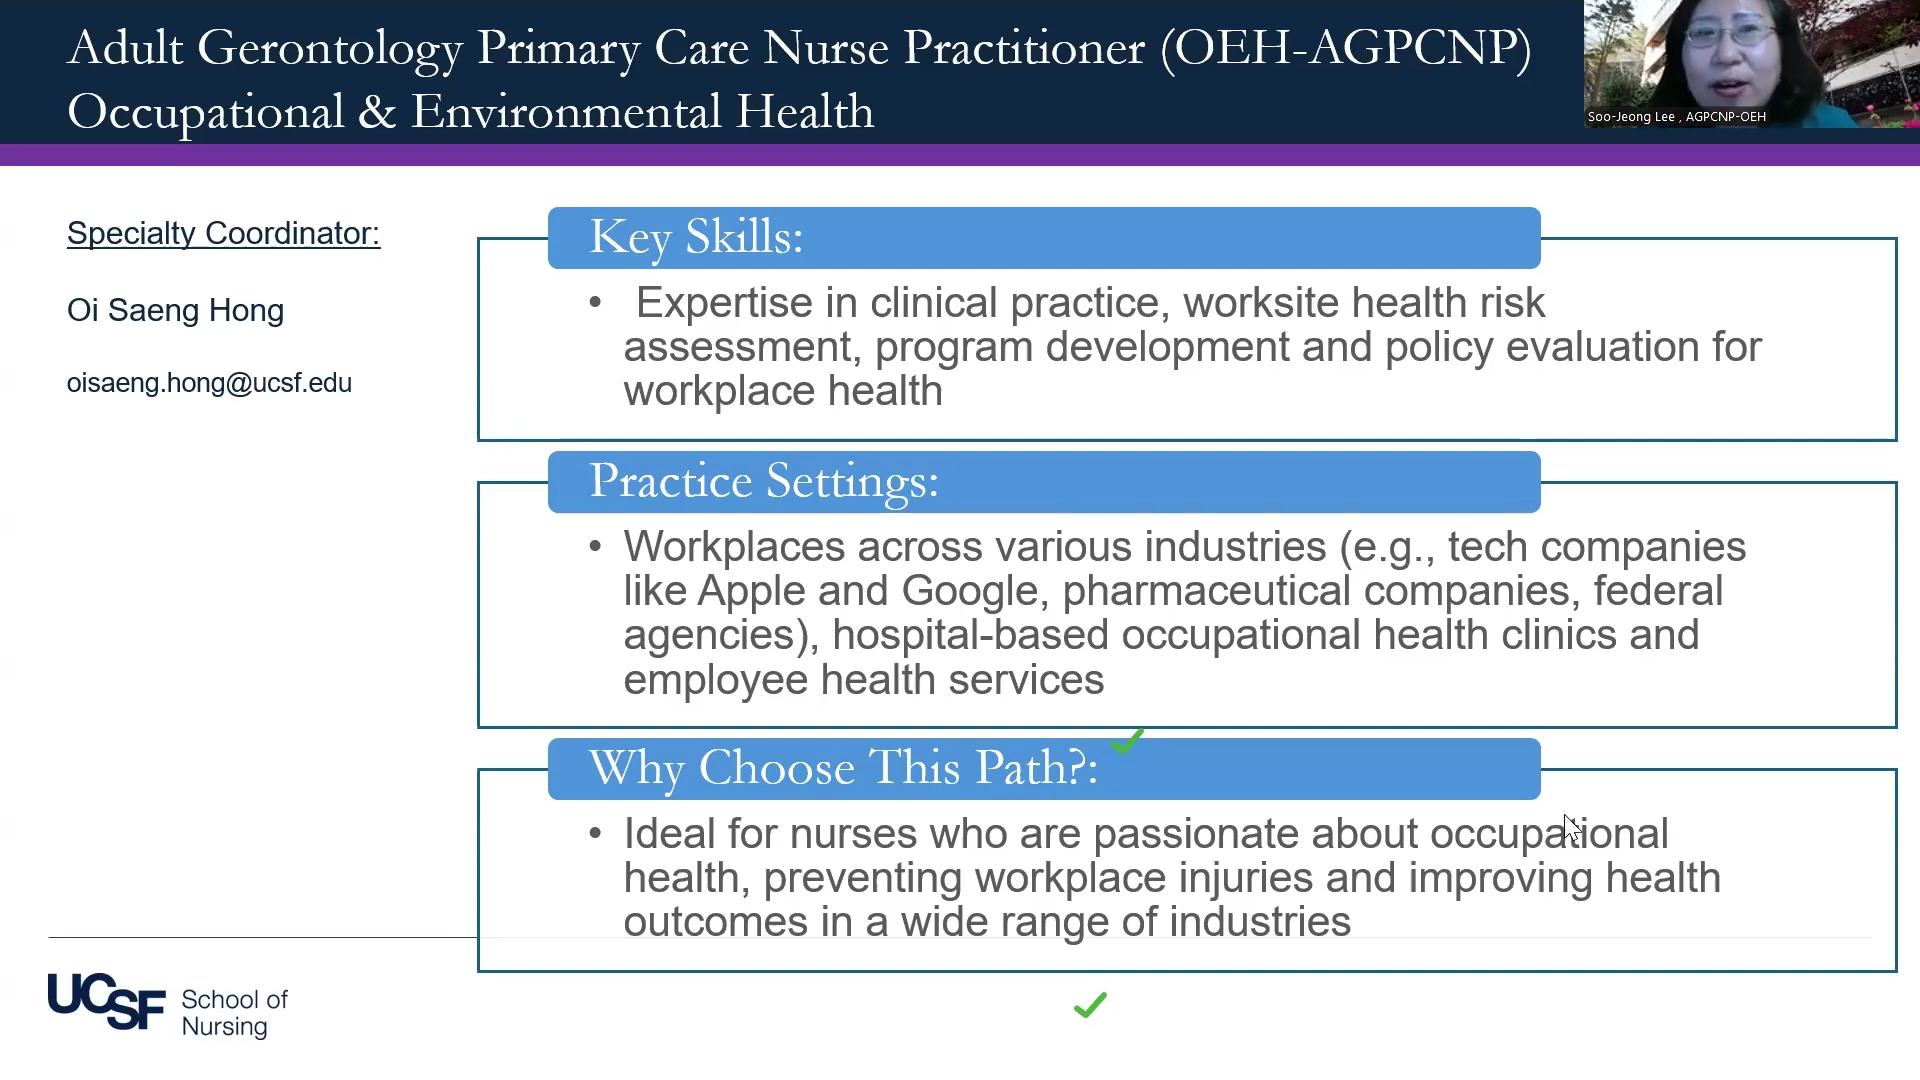 Adult Gerontology Primary Care Nurse Practitioner (OEH-AGPCNP)
Occupational & Environmental Health
Soo-Jeong Lee , AGPCNP-OEH
Specialty Coordinator:
Oi Saeng Hong
oisaeng.hong@ucsf.edu
Key Skills:
• Expertise in clinical practice, worksite health risk
assessment, program development and policy evaluation for
workplace health
Practice Settings:
• Workplaces across various industries (e.g., tech companies
like Apple and Google, pharmaceutical companies, federal
agencies), hospital-based occupational health clinics and
employee health services
Why Choose This Path?:
• Ideal for nurses who are passionate about occupational
health, preventing workplace injuries and improving health
outcomes in a wide range of industries
UCSF
School of
Nursing